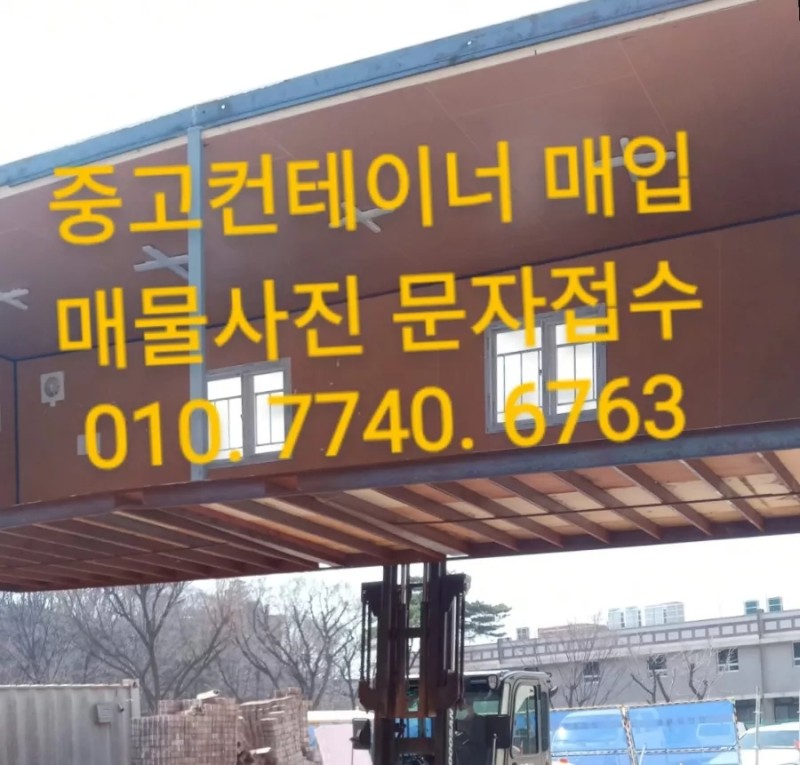 중고컨테이너 매입
매물사진 문자접수
010. 7740. 6763